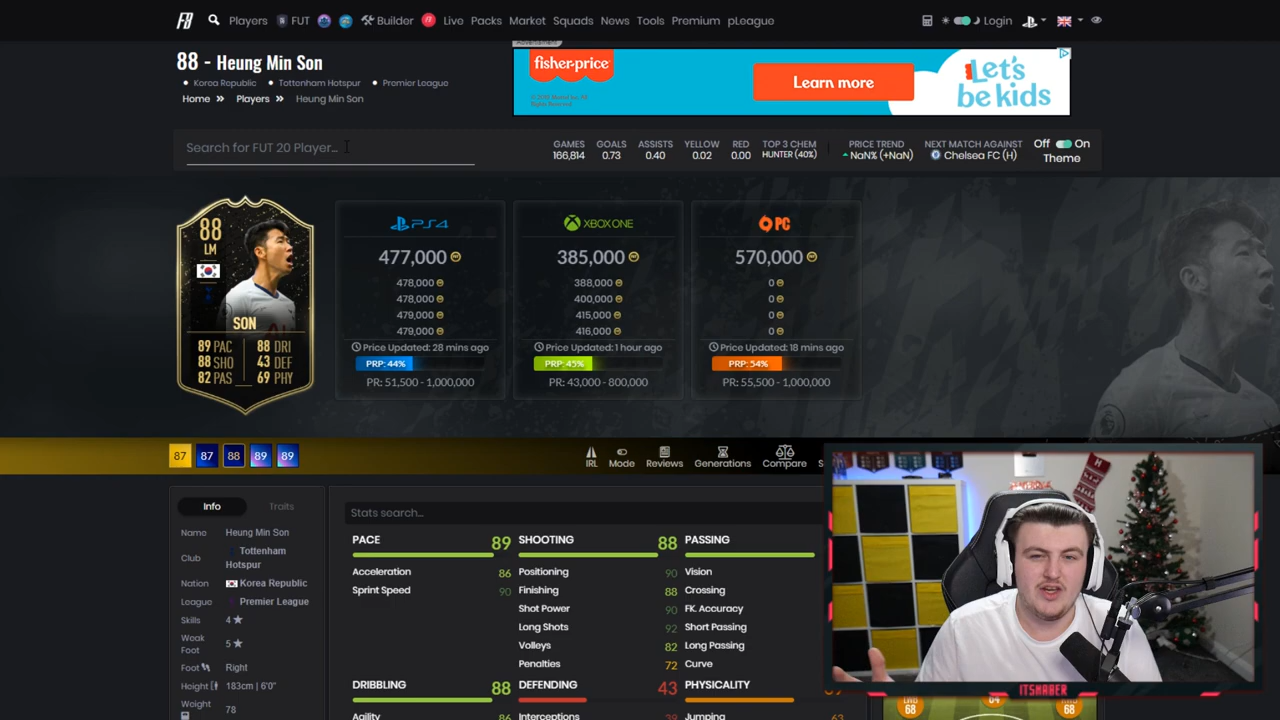 FB Players FUT Builder Live Packs Market Squads News Tools Premium pLeague Login
88 - Heung Min Son
Korea Republic Tottenham Hotspur Premier League
Home » Players » Heung Min Son
Advertisement
fisher-price
Learn more
Let's
be kids
Search for FUT 20 Player...
GAMES GOALS ASSISTS YELLOW RED TOP 3 CHEM PRICE TREND NEXT MATCH AGAINST
166,814 0.73 0.40 0.02 0.00 HUNTER (40%) NaN% (+NaN) Chelsea FC (H)
Off On
Theme
88
LM
SON
89 PAC 88 DRI
88 SHO 43 DEF
82 PAS 69 PHY
PS4
477,000
478,000
478,000
479,000
479,000
Price Updated: 28 mins ago
PRP: 44%
PR: 51,500 - 1,000,000
XBOX ONE
385,000
388,000
400,000
415,000
416,000
Price Updated: 1 hour ago
PRP: 45%
PR: 43,000 - 800,000
PC
570,000
0
0
0
0
Price Updated: 18 mins ago
PRP: 54%
PR: 55,500 - 1,000,000
87 87 88 89 89
IRL Mode Reviews Generations Compare
Info Traits
Name Heung Min Son
Club Tottenham
Hotspur
Nation Korea Republic
League Premier League
Skills 4★
Weak
Foot 5★
Foot Right
Height 183cm | 6'0"
Weight 78
Stats search...
PACE 89
Acceleration 86
Sprint Speed 90
SHOOTING 88
Positioning 90
Finishing 88
Shot Power 90
Long Shots 92
Volleys 82
Penalties 72
PASSING
Vision
Crossing
FK. Accuracy
Short Passing
Long Passing
Curve
DRIBBLING 88
Agility 86
DEFENDING 43
Interceptions 39
PHYSICALITY
Jumping 63
ITSHABER
LWB
68
64
68